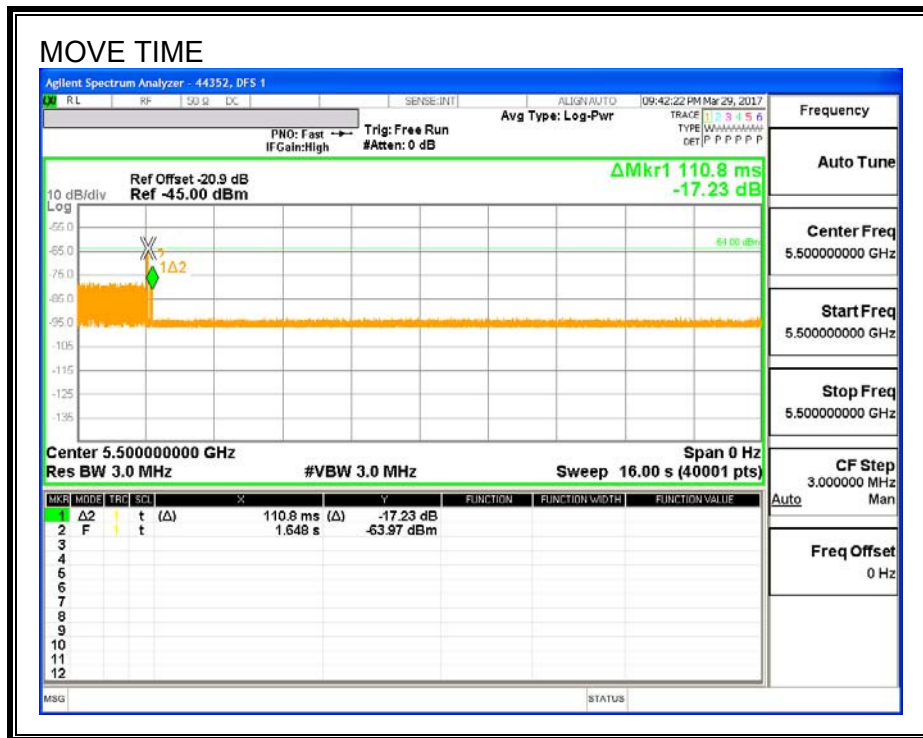 MOVE TIME
Agilent Spectrum Analyzer - 44352, DFS 1
RL RF 50 Ω DC SENSE:INT ALIGN AUTO 09:42:22 PM Mar 29, 2017
Avg Type: Log-Pwr
TRACE 1 2 3 4 5 6
PNO: Fast Trig: Free Run
TYPE
IFGain:High #Atten: 0 dB
DET P P P P P P
ΔMkr1 110.8 ms
-17.23 dB
Ref Offset -20.9 dB
10 dB/div Ref -45.00 dBm
Log
-55.0
-65.0
-75.0
-85.0
-95.0
-105
-115
-125
-135
-64.00 dBm
1Δ2
Center 5.500000000 GHz Span 0 Hz
Res BW 3.0 MHz #VBW 3.0 MHz Sweep 16.00 s (40001 pts)
MKR MODE TRC SCL X Y FUNCTION FUNCTION WIDTH FUNCTION VALUE
1 Δ2 1 t (Δ) 110.8 ms (Δ) -17.23 dB
2 F 1 t 1.648 s -63.97 dBm
3
4
5
6
7
8
9
10
11
12
MSG STATUS
Frequency
Auto Tune
Center Freq
5.500000000 GHz
Start Freq
5.500000000 GHz
Stop Freq
5.500000000 GHz
CF Step
3.000000 MHz
Auto Man
Freq Offset
0 Hz